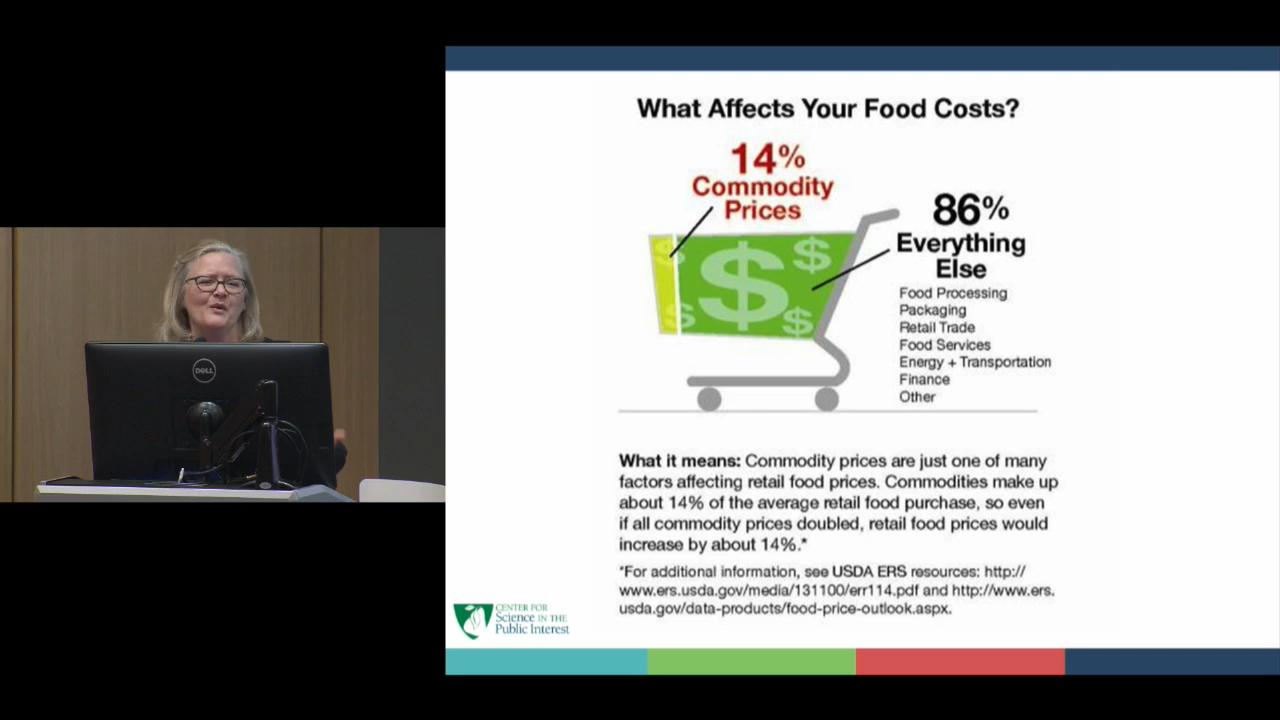 What Affects Your Food Costs?
14%
Commodity
Prices
86%
Everything
Else
Food Processing
Packaging
Retail Trade
Food Services
Energy + Transportation
Finance
Other
What it means: Commodity prices are just one of many
factors affecting retail food prices. Commodities make up
about 14% of the average retail food purchase, so even
if all commodity prices doubled, retail food prices would
increase by about 14%.*
*For additional information, see USDA ERS resources: http://
www.ers.usda.gov/media/131100/err114.pdf and http://www.ers.
usda.gov/data-products/food-price-outlook.aspx.
CENTER FOR
Science IN THE
Public Interest
DELL
$
$
$
$
$
$